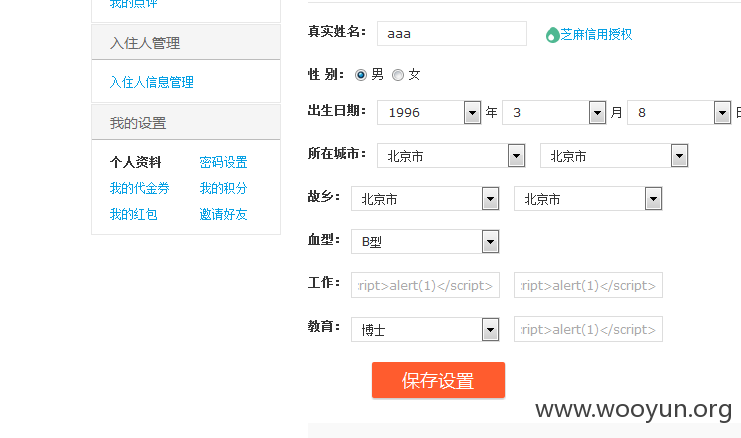 我的点评
入住人管理
入住人信息管理
我的设置
个人资料 密码设置
我的代金券 我的积分
我的红包 邀请好友
真实姓名: aaa 芝麻信用授权
性 别: 男 女
出生日期: 1996 年 3 月 8 日
所在城市: 北京市 北京市
故乡: 北京市 北京市
血型: B型
工作: :ript>alert(1)</script> :ript>alert(1)</script>
教育: 博士 :ript>alert(1)</script>
保存设置
www.wooyun.org